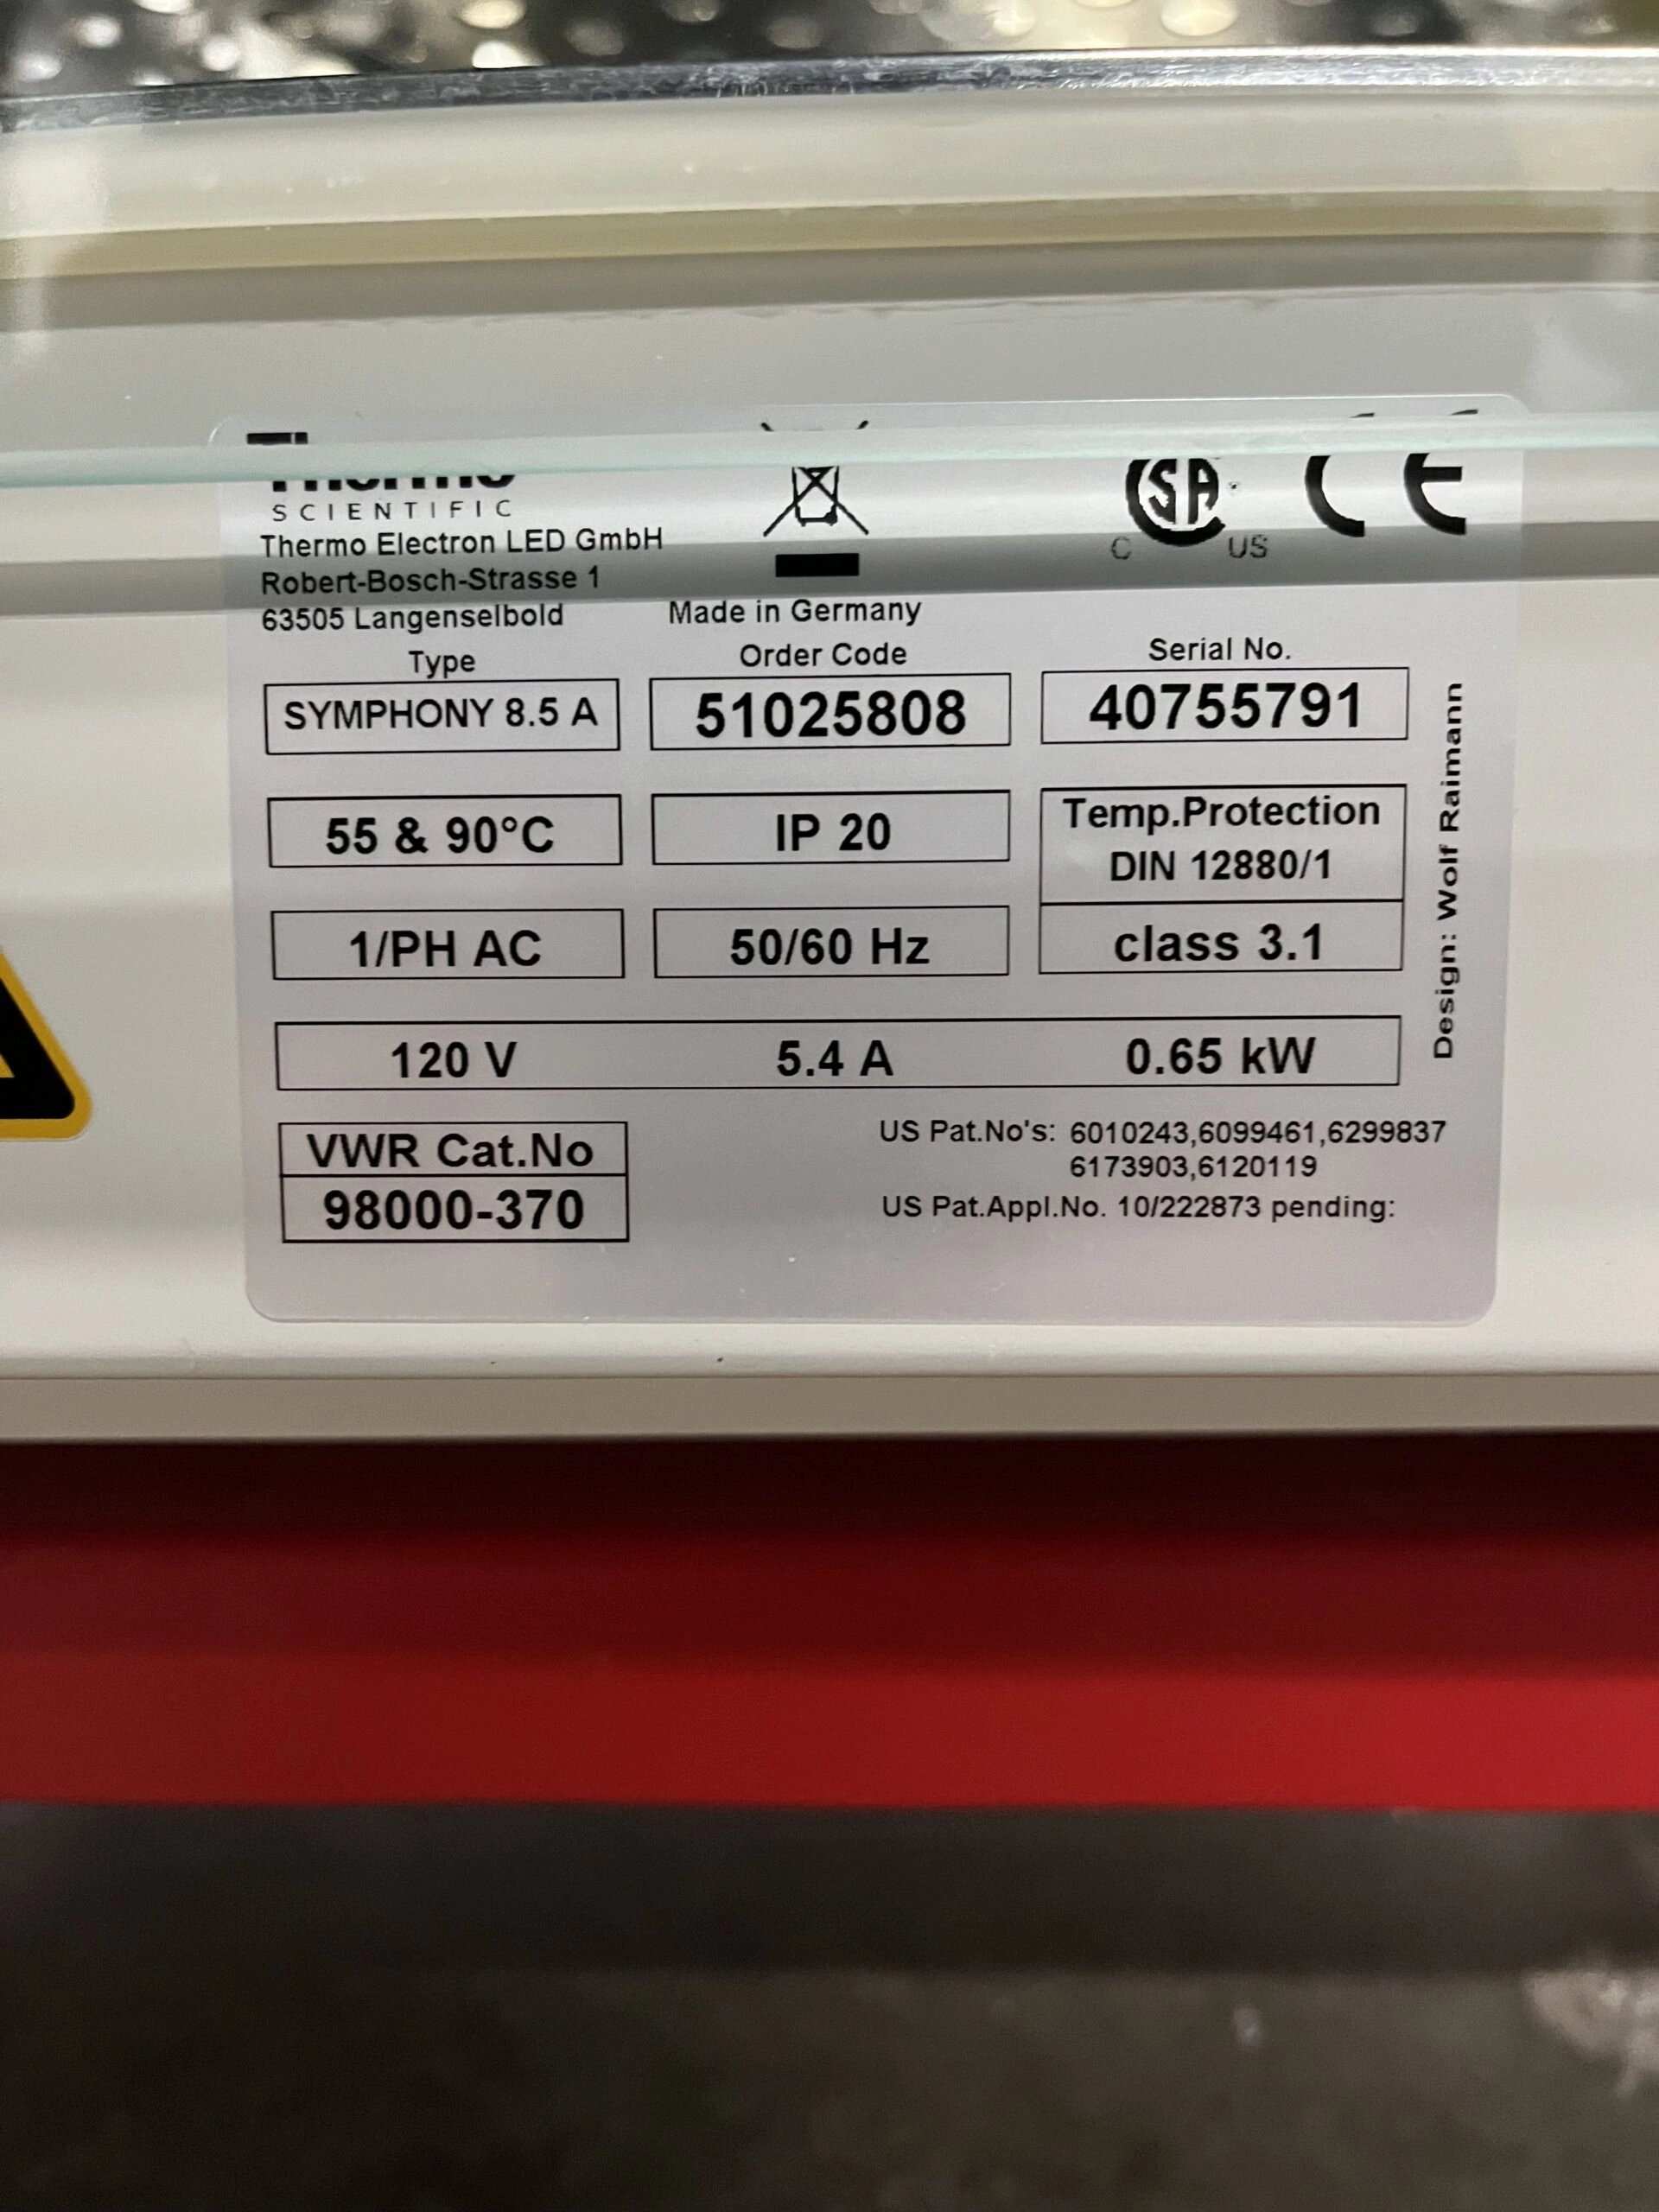 Thermo
SCIENTIFIC
Thermo Electron LED GmbH
Robert-Bosch-Strasse 1
63505 Langenselbold
Made in Germany
CSA
C US
CE
Type
SYMPHONY 8.5 A
Order Code
51025808
Serial No.
40755791
55 & 90°C
IP 20
Temp.Protection
DIN 12880/1
class 3.1
1/PH AC
50/60 Hz
120 V 5.4 A 0.65 kW
Design: Wolf Raimann
VWR Cat.No
98000-370
US Pat.No's: 6010243,6099461,6299837
6173903,6120119
US Pat.Appl.No. 10/222873 pending: